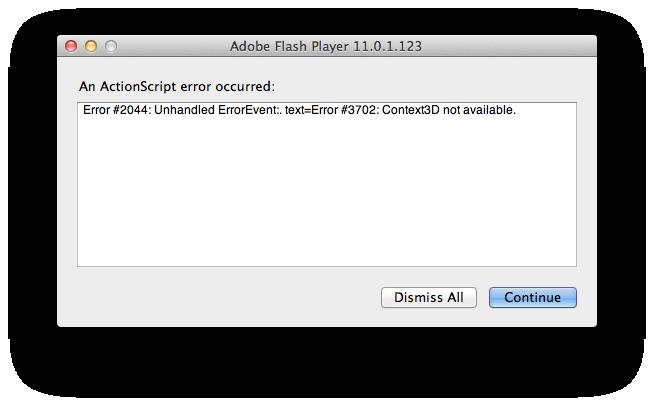 Adobe Flash Player 11.0.1.123
An ActionScript error occurred:
Error #2044: Unhandled ErrorEvent:. text=Error #3702: Context3D not available.
Dismiss All
Continue